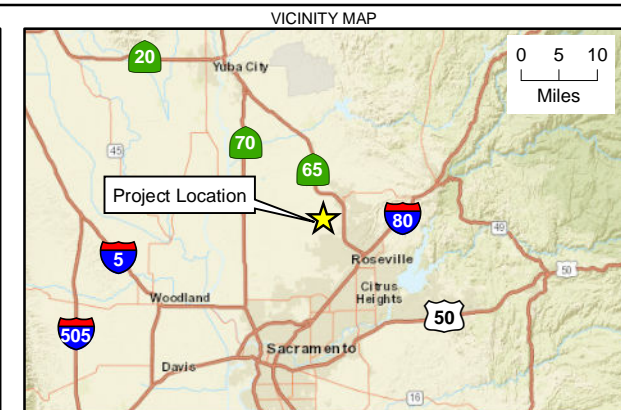 VICINITY MAP
0 5 10
Miles
20
Yuba City
70
45
65
Project Location
80
49
5
Roseville
50
Citrus
Heights
Woodland
50
505
Sacramento
Davis
16